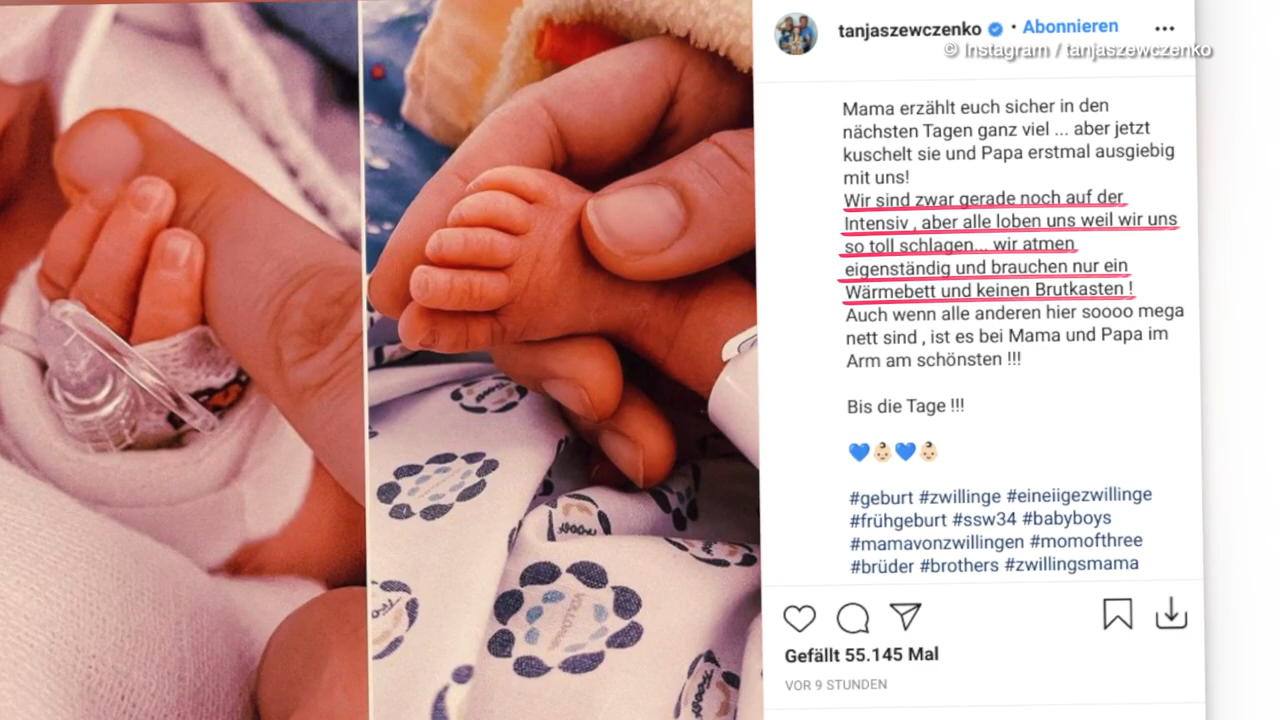 tanjaszewczenko • Abonnieren ...
© Instagram / tanjaszewczenko
Mama erzählt euch sicher in den
nächsten Tagen ganz viel ... aber jetzt
kuschelt sie und Papa erstmal ausgiebig
mit uns!
Wir sind zwar gerade noch auf der
Intensiv , aber alle loben uns weil wir uns
so toll schlagen... wir atmen
eigenständig und brauchen nur ein
Wärmebett und keinen Brutkasten !
Auch wenn alle anderen hier soooo mega
nett sind , ist es bei Mama und Papa im
Arm am schönsten !!!
Bis die Tage !!!
💙👶🏻💙👶🏻
#geburt #zwillinge #eineiigezwillinge
#frühgeburt #ssw34 #babyboys
#mamavonzwillingen #momofthree
#brüder #brothers #zwillingsmama
Gefällt 55.145 Mal
VOR 9 STUNDEN